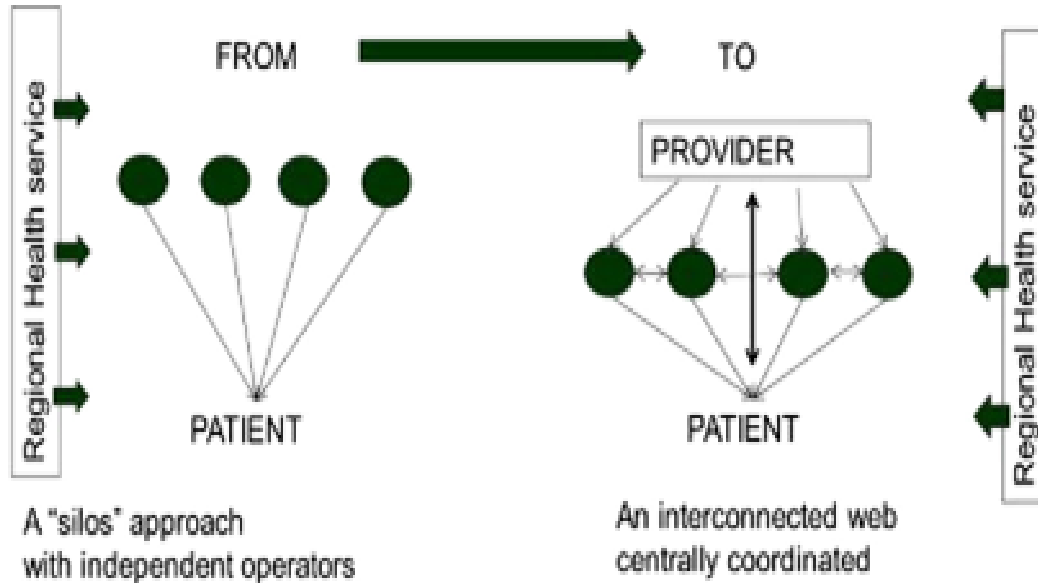 FROM
TO
Regional Health service
PROVIDER
Regional Health service
PATIENT
PATIENT
A "silos" approach
with independent operators
An interconnected web
centrally coordinated